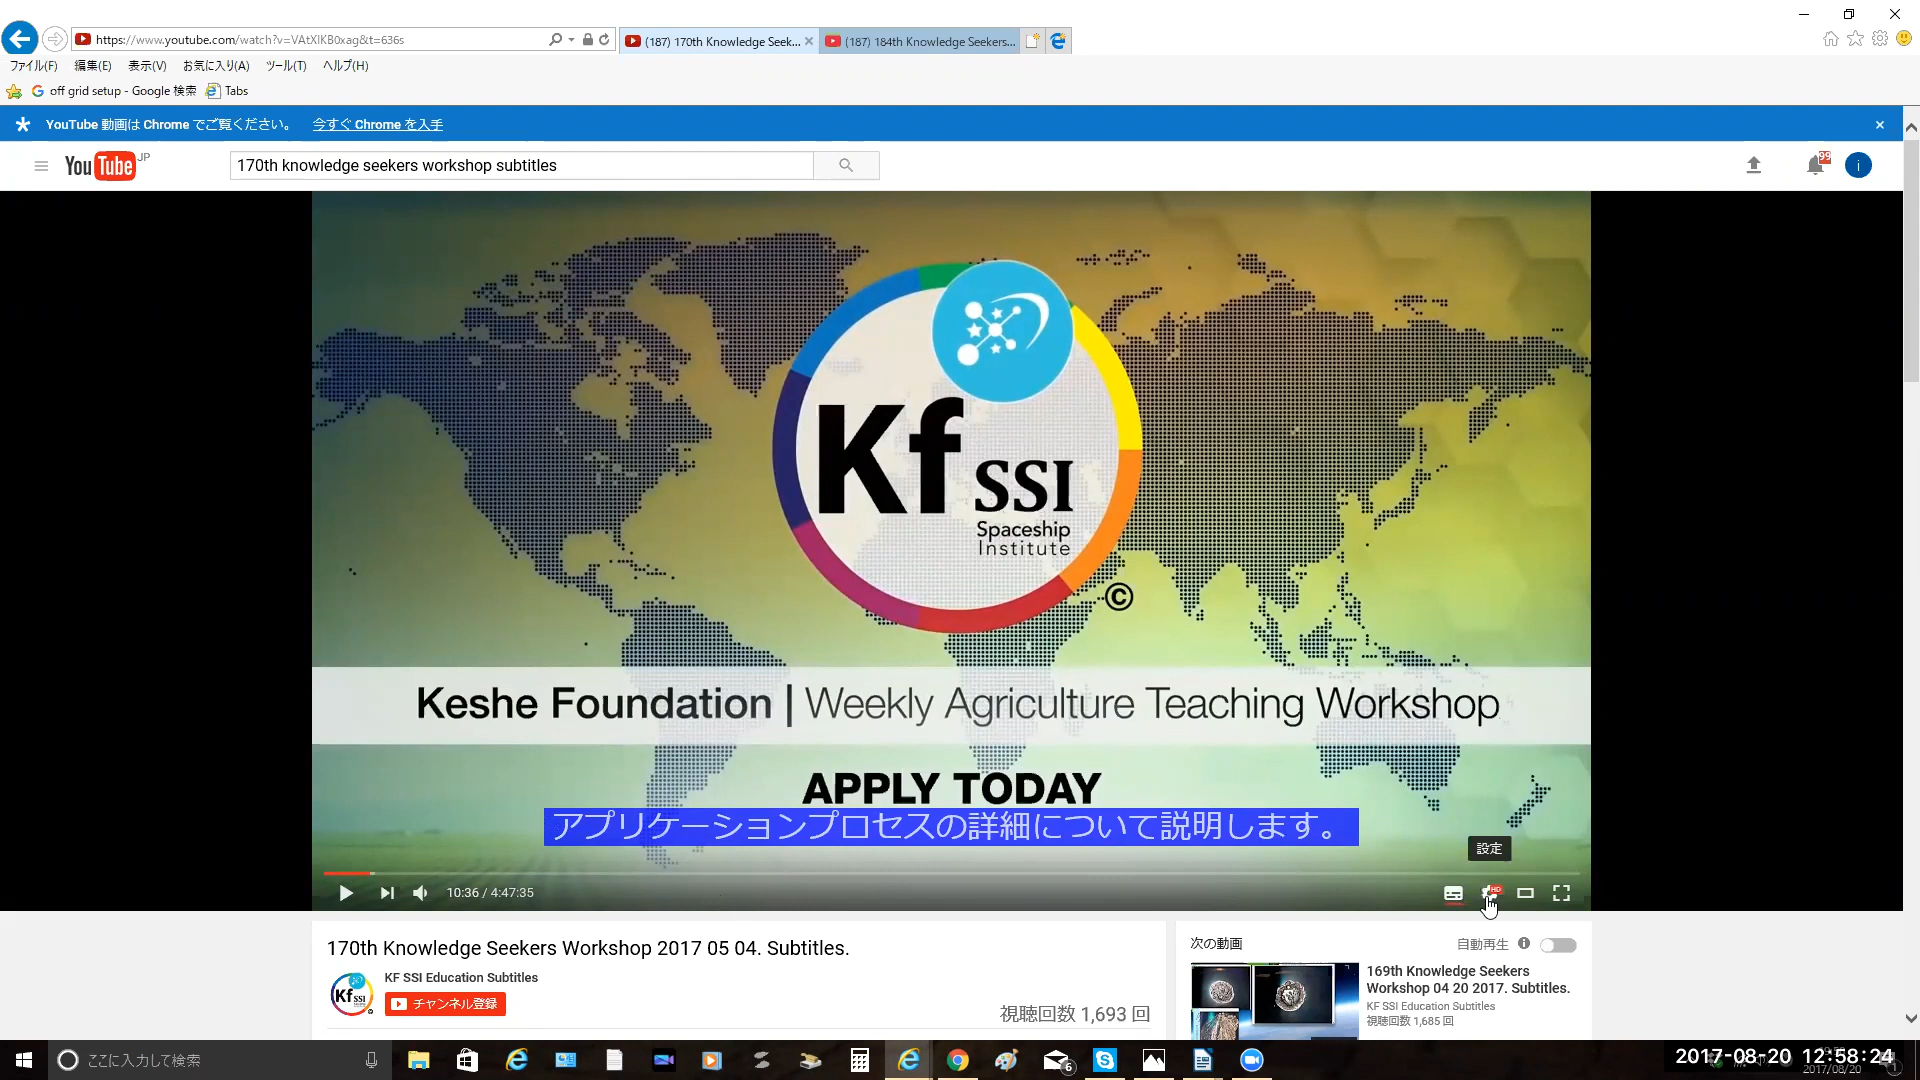 https://www.youtube.com/watch?v=VAtXIKB0xag&t=636s
(187) 170th Knowledge Seek...
(187) 184th Knowledge Seekers...
ファイル(F) 編集(E) 表示(V) お気に入り(A) ツール(T) ヘルプ(H)
off grid setup - Google 検索 Tabs
YouTube 動画は Chrome でご覧ください。 今すぐ Chrome を入手
YouTube JP
170th knowledge seekers workshop subtitles
99
i
Kf SSI
Spaceship
Institute
©
Keshe Foundation | Weekly Agriculture Teaching Workshop
APPLY TODAY
アプリケーションプロセスの詳細について説明します。
設定
10:36 / 4:47:35
HD
170th Knowledge Seekers Workshop 2017 05 04. Subtitles.
Kf SSI
KF SSI Education Subtitles
チャンネル登録
視聴回数 1,693 回
次の動画
自動再生
169th Knowledge Seekers
Workshop 04 20 2017. Subtitles.
KF SSI Education Subtitles
視聴回数 1,685 回
ここに入力して検索
6
2017-08-20 12:58:24
2017/08/20
1